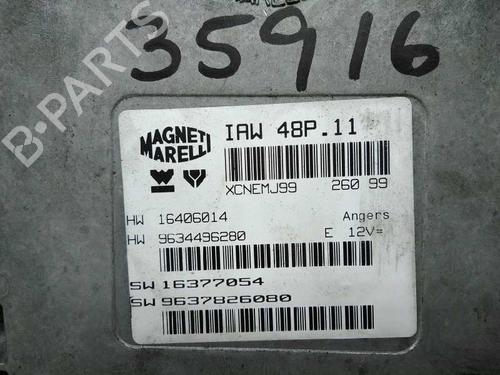 35916
B-PARTS
MAGNETI MARELLI
IAW 48P.11
XCNEMJ99 260 99
HW 16406014 Angers
HW 9634496280 E 12V=
SW 16377054
SW 9637826080